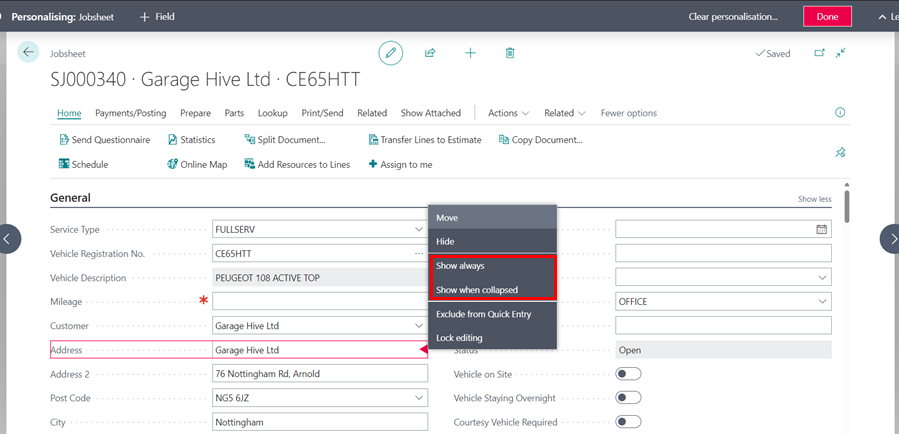 Personalising: Jobsheet + Field Clear personalisation... Done Le
Jobsheet Saved
SJ000340 · Garage Hive Ltd · CE65HTT
Home Payments/Posting Prepare Parts Lookup Print/Send Related Show Attached Actions Related Fewer options
Send Questionnaire Statistics Split Document... Transfer Lines to Estimate Copy Document...
Schedule Online Map Add Resources to Lines Assign to me
General Show less
Service Type FULLSERV
Vehicle Registration No. CE65HTT ...
Vehicle Description PEUGEOT 108 ACTIVE TOP
Mileage * OFFICE
Customer Garage Hive Ltd
Address Garage Hive Ltd Status Open
Address 2 76 Nottingham Rd, Arnold Vehicle on Site
Post Code NG5 6JZ Vehicle Staying Overnight
City Nottingham Courtesy Vehicle Required
Move
Hide
Show always
Show when collapsed
Exclude from Quick Entry
Lock editing